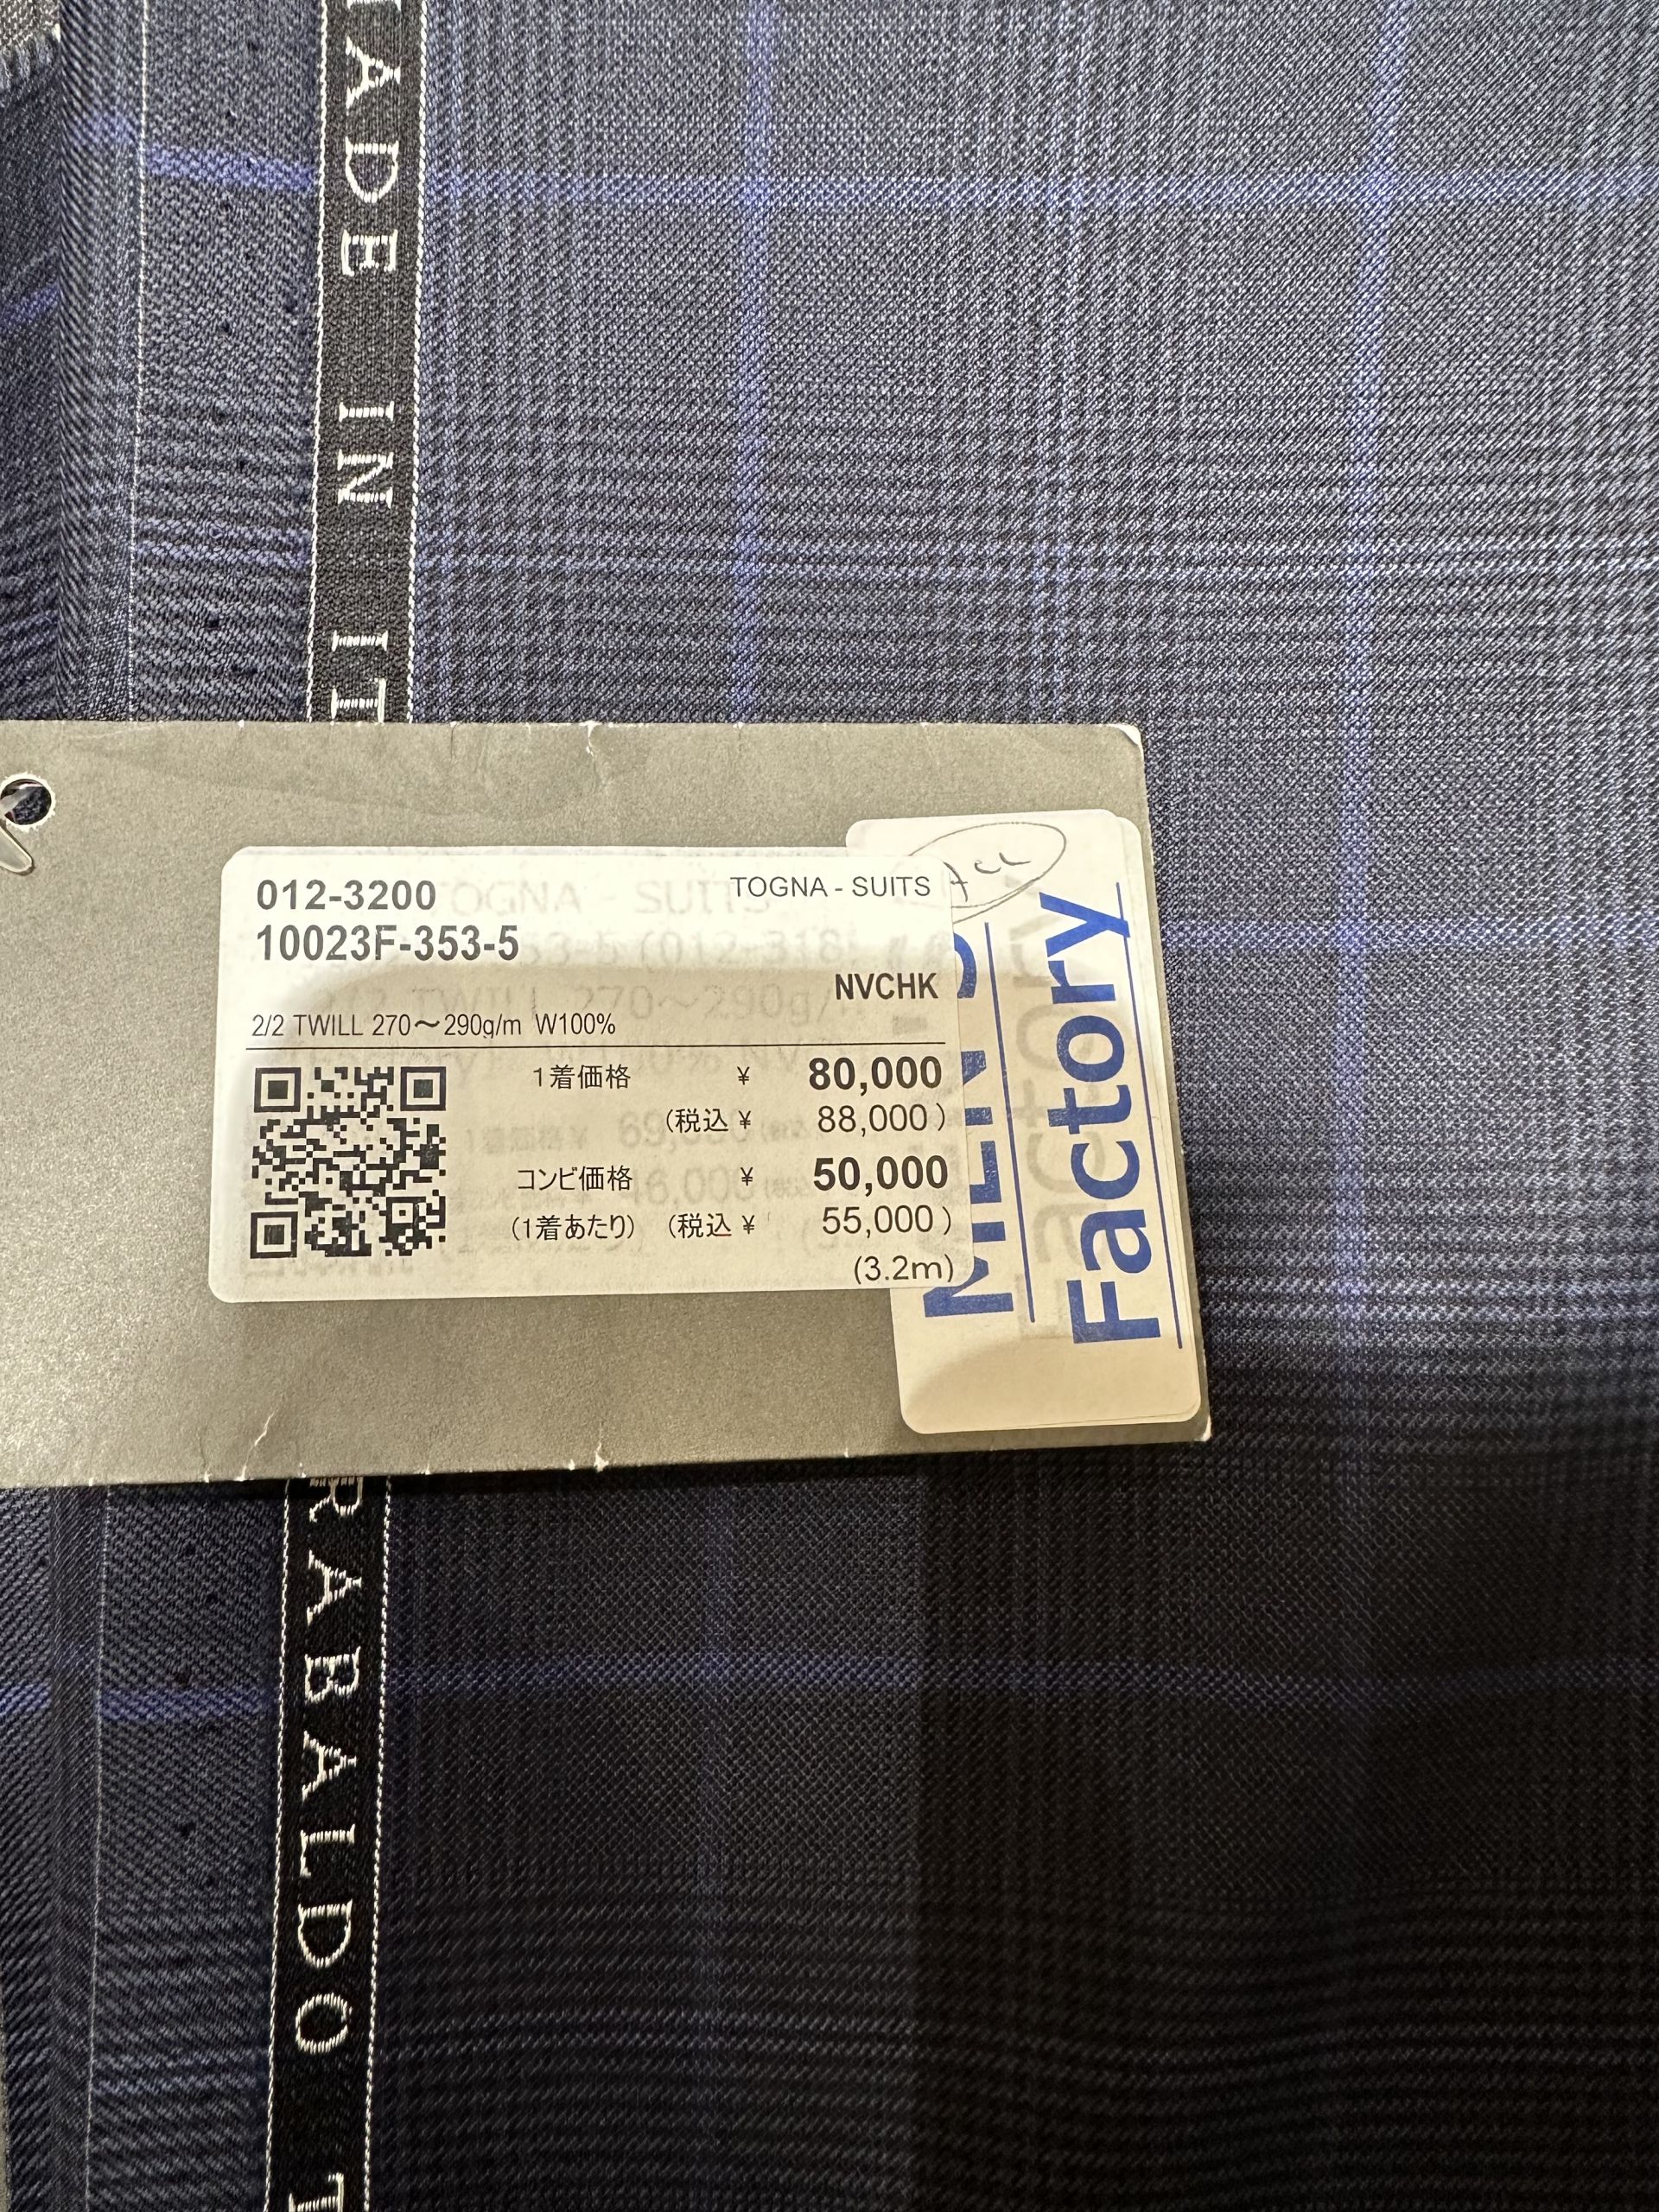 MADE IN IT
RABALDO T
012-3200
TOGNA - SUITS
10023F-353-5
NVCHK
2/2 TWILL 270～290g/m W100%
1着価格 ¥ 80,000
(税込 ¥ 88,000 )
コンビ価格 ¥ 50,000
(1着あたり) (税込 ¥ 55,000 )
(3.2m)
MEN'S
Factory